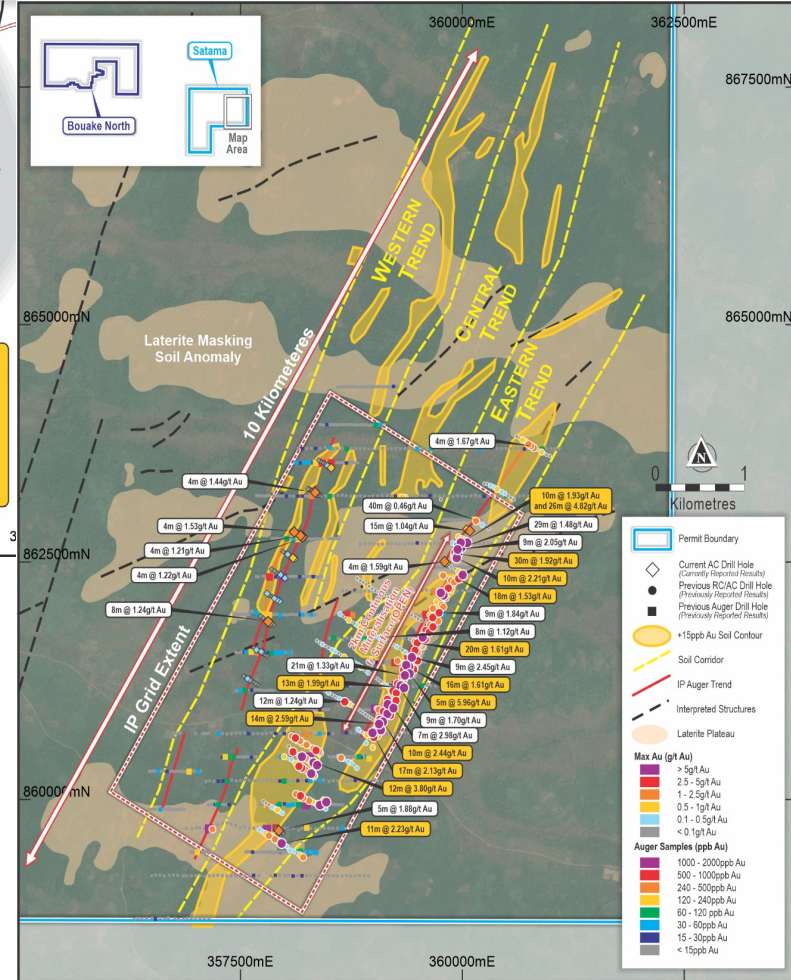 360000mE
362500mE
867500mN
Satama
Bouake North
Map
Area
WESTERN
TREND
CENTRAL
TREND
EASTERN
TREND
865000mN
865000mN
Laterite Masking
Soil Anomaly
10 Kilometeres
4m @ 1.67g/t Au
N
0 1
Kilometres
4m @ 1.44g/t Au
40m @ 0.46g/t Au
10m @ 1.93g/t Au
and 26m @ 4.82g/t Au
15m @ 1.04g/t Au
29m @ 1.48g/t Au
4m @ 1.53g/t Au
9m @ 2.05g/t Au
4m @ 1.21g/t Au
862500mN
30m @ 1.92g/t Au
4m @ 1.59g/t Au
4m @ 1.22g/t Au
10m @ 2.21g/t Au
18m @ 1.53g/t Au
8m @ 1.24g/t Au
9m @ 1.84g/t Au
8m @ 1.12g/t Au
20m @ 1.61g/t Au
21m @ 1.33g/t Au
9m @ 2.45g/t Au
13m @ 1.99g/t Au
16m @ 1.61g/t Au
12m @ 1.24g/t Au
5m @ 5.96g/t Au
14m @ 2.59g/t Au
9m @ 1.70g/t Au
7m @ 2.98g/t Au
10m @ 2.44g/t Au
17m @ 2.13g/t Au
12m @ 3.80g/t Au
5m @ 1.88g/t Au
11m @ 2.23g/t Au
IP Grid Extent
860000mN
357500mE
360000mE
Permit Boundary
Current AC Drill Hole
(Currently Reported Results)
Previous RC/AC Drill Hole
(Previously Reported Results)
Previous Auger Drill Hole
(Previously Reported Results)
+15ppb Au Soil Contour
Soil Corridor
IP Auger Trend
Interpreted Structures
Laterite Plateau
Max Au (g/t Au)
> 5g/t Au
2.5 - 5g/t Au
1 - 2.5g/t Au
0.5 - 1g/t Au
0.1 - 0.5g/t Au
< 0.1g/t Au
Auger Samples (ppb Au)
1000 - 2000ppb Au
500 - 1000ppb Au
240 - 500ppb Au
120 - 240ppb Au
60 - 120 ppb Au
30 - 60ppb Au
15 - 30ppb Au
< 15ppb Au